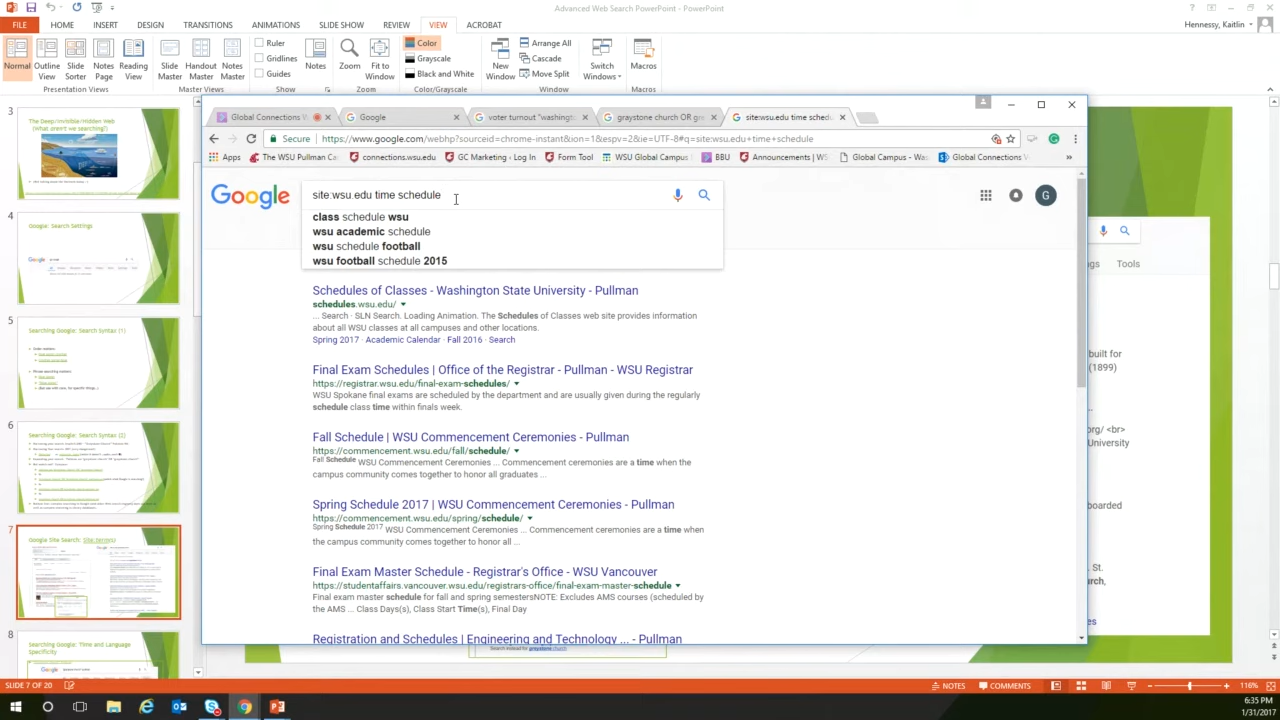 Advanced Web Search PowerPoint - PowerPoint
FILE HOME INSERT DESIGN TRANSITIONS ANIMATIONS SLIDE SHOW REVIEW VIEW ACROBAT
Hennessy, Kaitlin
Normal Outline View Slide Sorter Notes Page Reading View
Presentation Views
Slide Master Handout Master Notes Master
Master Views
Ruler
Gridlines
Guides
Show
Notes
Zoom Fit to Window
Zoom
Color
Grayscale
Black and White
Color/Grayscale
New Window
Arrange All
Cascade
Move Split
Switch Windows
Window
Macros
Macros
3
The Deep/Invisible/Hidden Web
(What aren't we searching?)
4
Google: Search Settings
5
Searching Google: Search Syntax (1)
6
Searching Google: Search Syntax (2)
7
Google Site Search: Site:term(s)
8
Searching Google: Time and Language
Specificity
Global Connections W
Google
voter turnout "washingt
graystone church OR gre
site:wsu.edu time sched
Secure https://www.google.com/webhp?sourceid=chrome-instant&ion=1&espv=2&ie=UTF-8#q=site:wsu.edu+time+schedule
Apps The WSU Pullman Ca connections.wsu.edu GC Marketing - Log In Form Tool WSU Global Campus BBU Announcements | WS Global Campus - Wa Global Connections V »
Google
site:wsu.edu time schedule
G
class schedule wsu
wsu academic schedule
wsu schedule football
wsu football schedule 2015
Schedules of Classes - Washington State University - Pullman
schedules.wsu.edu/
... Search · SLN Search. Loading Animation. The Schedules of Classes web site provides information
about all WSU classes at all campuses and other locations.
Spring 2017 · Academic Calendar · Fall 2016 · Search
Final Exam Schedules | Office of the Registrar - Pullman - WSU Registrar
https://registrar.wsu.edu/final-exam-schedules/
WSU Spokane final exams are scheduled by the department and are usually given during the regularly
schedule class time within finals week.
Fall Schedule | WSU Commencement Ceremonies - Pullman
https://commencement.wsu.edu/fall/schedule/
Fall Schedule WSU Commencement Ceremonies ... Commencement Ceremonies are a time when the
campus community comes together to honor all graduates ...
Spring Schedule 2017 | WSU Commencement Ceremonies - Pullman
https://commencement.wsu.edu/spring/schedule/
Spring Schedule 2017 WSU Commencement Ceremonies ... Commencement Ceremonies are a time when
the campus community comes together to honor all ...
Final Exam Master Schedule - Registrar's Office - WSU Vancouver
https://studentaffairs.vancouver.wsu.edu/registrars-office/final-exam-master-schedule
Final exam master schedule for fall and spring semestersNOTE: Excludes AMS courses (scheduled by
the AMS ... Class Days(s), Class Start Time(s), Final Day
Registration and Schedules | Engineering and Technology ... - Pullman
ngs Tools
built for
(1899)
org/ <br>
University
boarded
St.
hurch,
es
Search instead for graystone church
SLIDE 7 OF 20
NOTES COMMENTS
116%
6:35 PM
1/31/2017